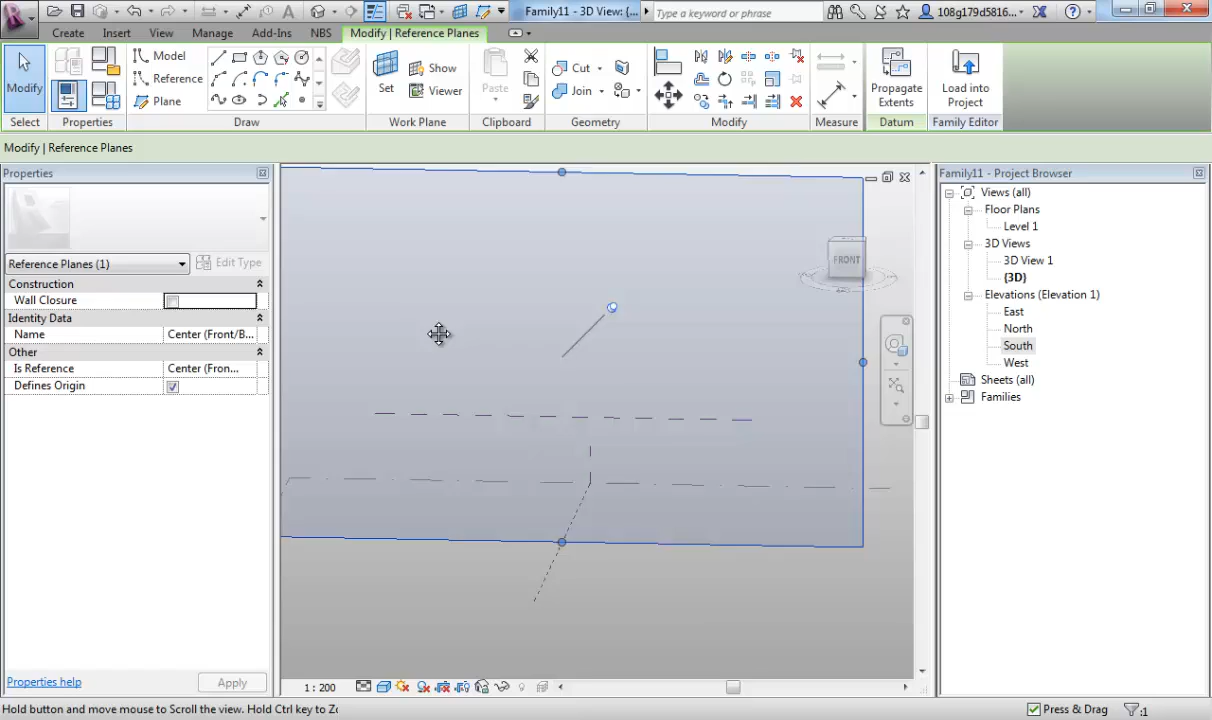 Family11 - 3D View: {...
Type a keyword or phrase
108g179d5816...
Create
Insert
View
Manage
Add-Ins
NBS
Modify | Reference Planes
Modify
Model
Reference
Plane
Set
Show
Viewer
Paste
Cut
Join
Propagate Extents
Load into Project
Select
Properties
Draw
Work Plane
Clipboard
Geometry
Modify
Measure
Datum
Family Editor
Modify | Reference Planes
Properties
Reference Planes (1)
Edit Type
Construction
Wall Closure
Identity Data
Name
Center (Front/B...
Other
Is Reference
Center (Fron...
Defines Origin
Properties help
Apply
FRONT
1 : 200
Family11 - Project Browser
Views (all)
Floor Plans
Level 1
3D Views
3D View 1
{3D}
Elevations (Elevation 1)
East
North
South
West
Sheets (all)
Families
Hold button and move mouse to Scroll the view. Hold Ctrl key to Zo
Press & Drag
:1